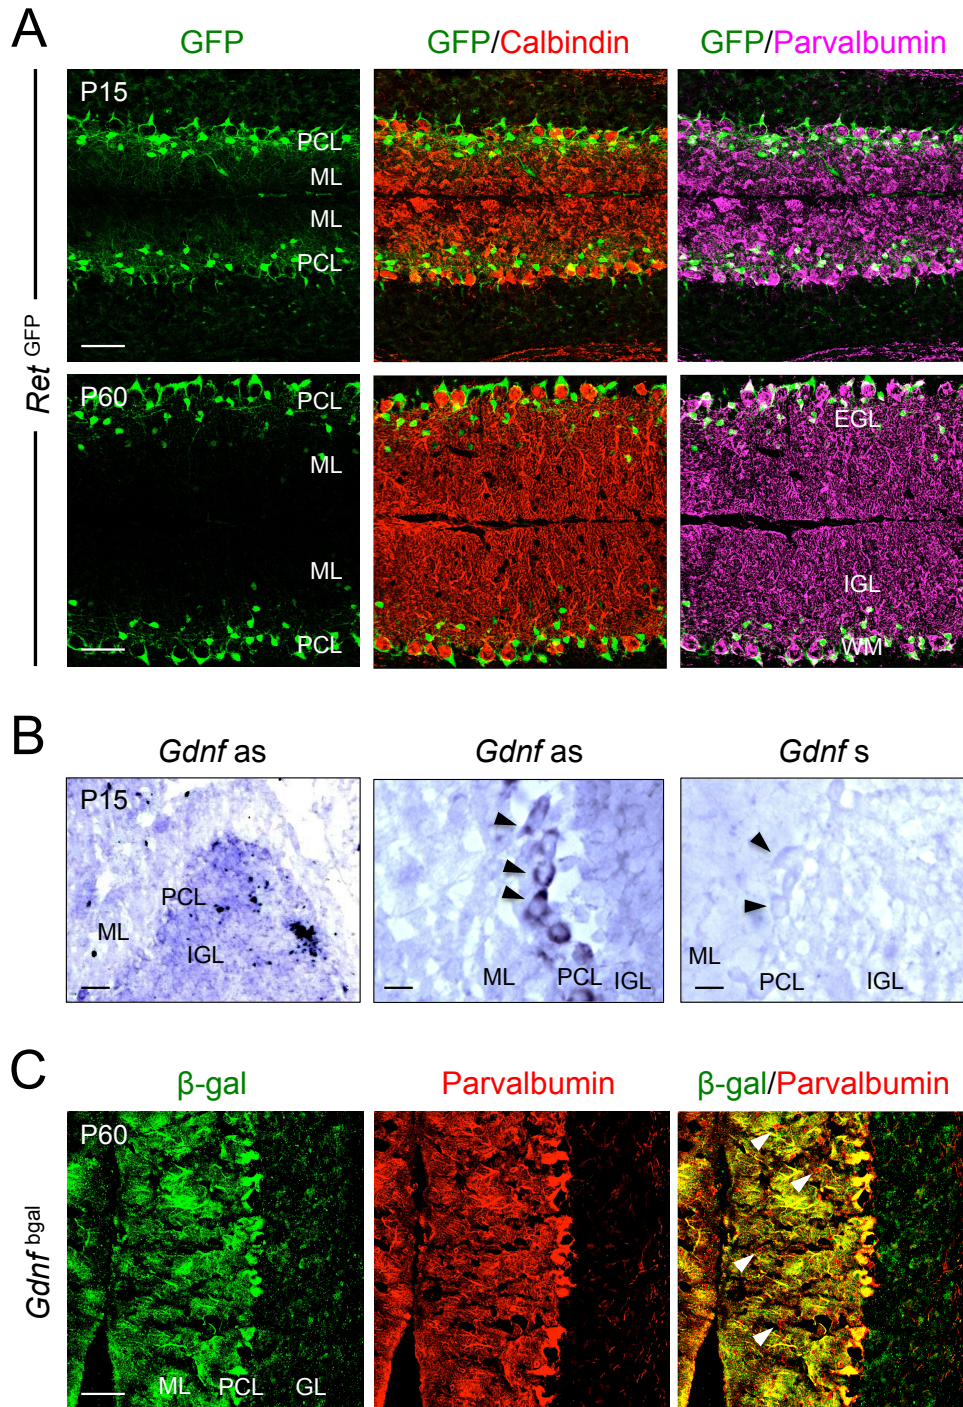 A
GFP
GFP/Calbindin
GFP/Parvalbumin
Ret GFP
P15
PCL
ML
ML
PCL
P60
PCL
ML
ML
PCL
EGL
IGL
WM
B
Gdnf as
Gdnf as
Gdnf s
P15
PCL
ML
IGL
ML
PCL
IGL
ML
PCL
IGL
C
β-gal
Parvalbumin
β-gal/Parvalbumin
Gdnf bgal
P60
ML
PCL
GL